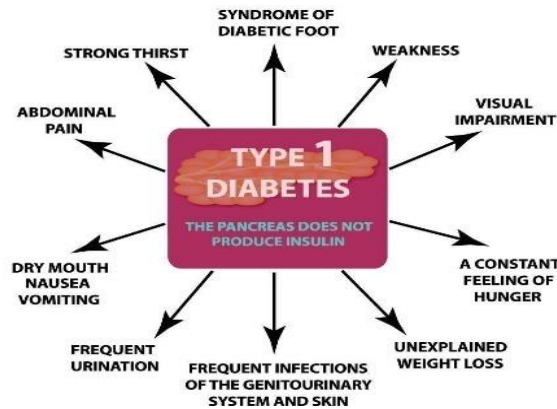 SYNDROME OF
DIABETIC FOOT
STRONG THIRST
WEAKNESS
ABDOMINAL
PAIN
VISUAL
IMPAIRMENT
TYPE 1
DIABETES
THE PANCREAS DOES NOT
PRODUCE INSULIN
DRY MOUTH
NAUSEA
VOMITING
A CONSTANT
FEELING OF
HUNGER
FREQUENT
URINATION
FREQUENT INFECTIONS
OF THE GENITOURINARY
SYSTEM AND SKIN
UNEXPLAINED
WEIGHT LOSS